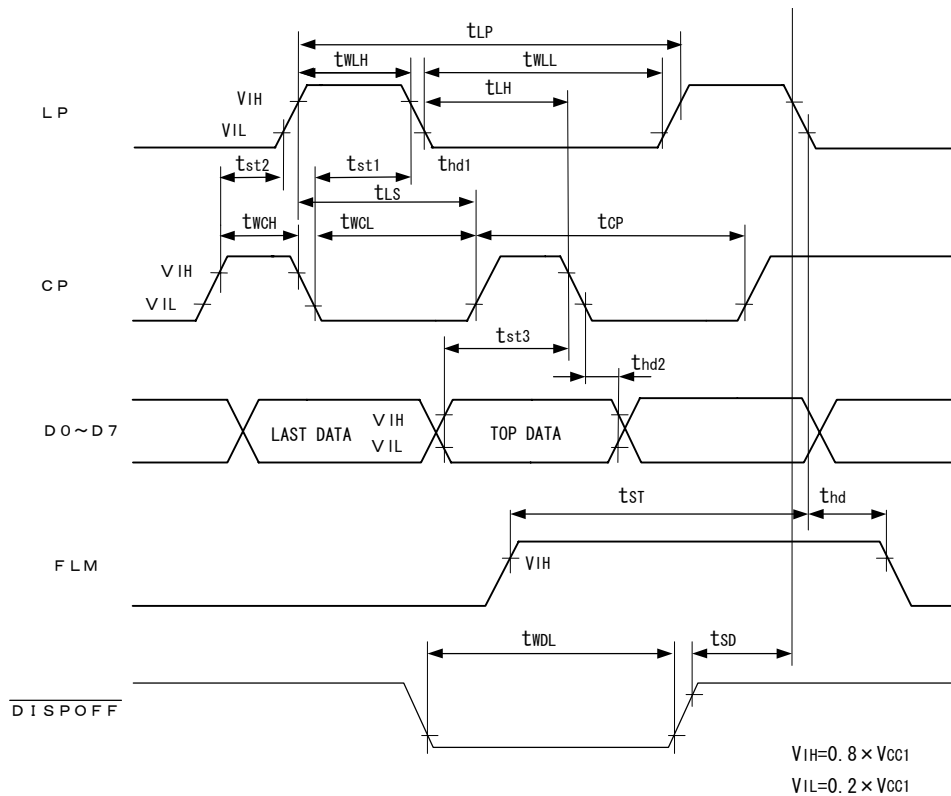 tLP
tWLH
tWLL
tLH
VIH
LP
VIL
tst2
tst1
thd1
tLS
tWCH
tWCL
tCP
VIH
CP
VIL
tst3
thd2
D0~D7
LAST DATA
VIH
VIL
TOP DATA
tST
thd
FLM
VIH
tWDL
tSD
DISPOFF
VIH=0.8×VCC1
VIL=0.2×VCC1